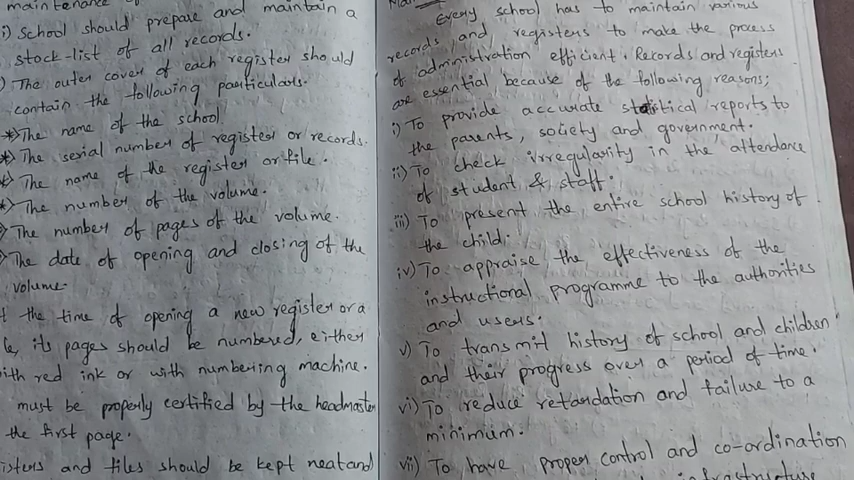 maintenance
i) School should prepare and maintain a
stock-list of all records.
) The outer cover of each register should
contain the following particulars.
*) The name of the school
*) The serial number of register or records.
*) The name of the register or file.
*) The number of the volume.
The number of pages of the volume.
The date of opening and closing of the
volume.
the time of opening a new register or a
its pages should be numbered, either
ith red ink or with numbering machine.
must be properly certified by the headmaster
the first page.
isters and files should be kept neat and
Every school has to maintain various
records, and registers to make the process
of administration efficient. Records and registers
are essential because of the following reasons;
i) To provide accurate statistical reports to
the parents, society and government.
ii) To check irregularity in the attendance
of student & staff.
iii) To present the entire school history of
the child.
iv) To appraise the effectiveness of the
instructional programme to the authorities
and users.
v) To transmit history of school and children
and their progress over a period of time.
vi) To reduce retardation and failure to a
minimum.
vii) To have proper control and co-ordination
infrastructure